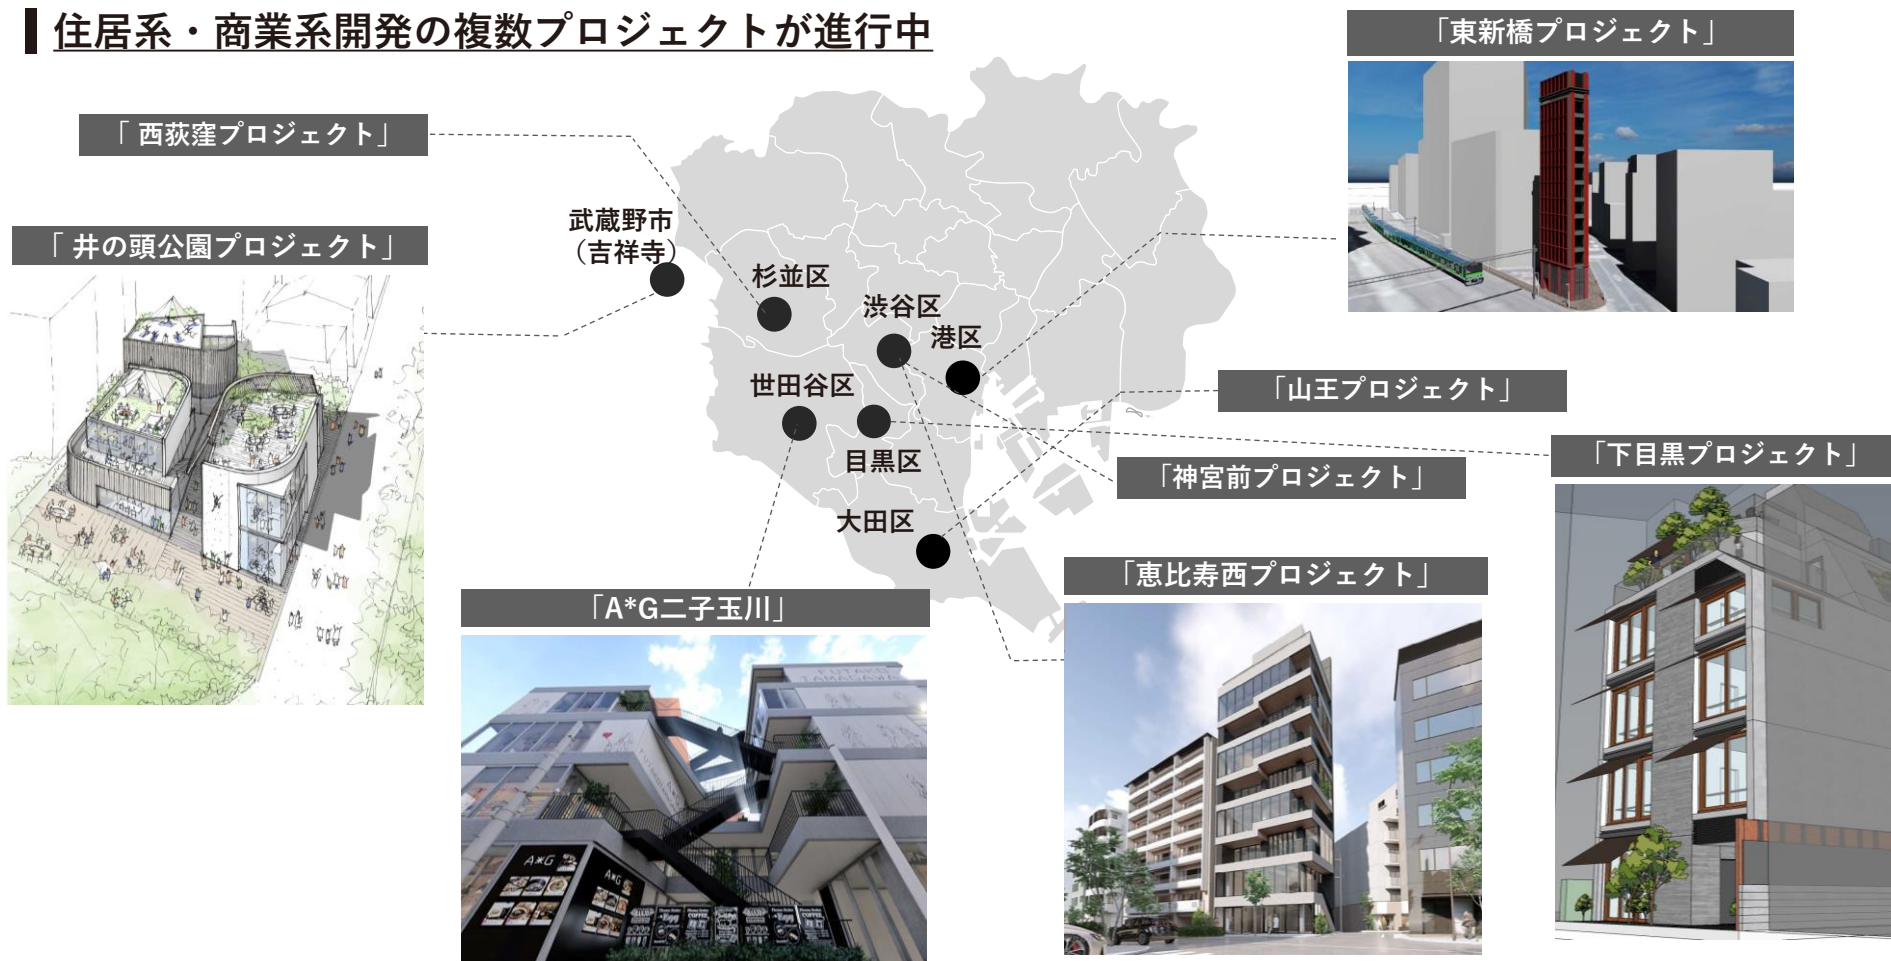 住居系・商業系開発の複数プロジェクトが進行中
「東新橋プロジェクト」
「 西荻窪プロジェクト」
武蔵野市
（吉祥寺）
「 井の頭公園プロジェクト」
杉並区
渋谷区
港区
世田谷区
「山王プロジェクト」
目黒区
「下目黒プロジェクト」
「神宮前プロジェクト」
大田区
「恵比寿西プロジェクト」
「A*G二子玉川」
FUTAKO
TAMAGAWA
A*G
A*G
COFFEE
COFFEE